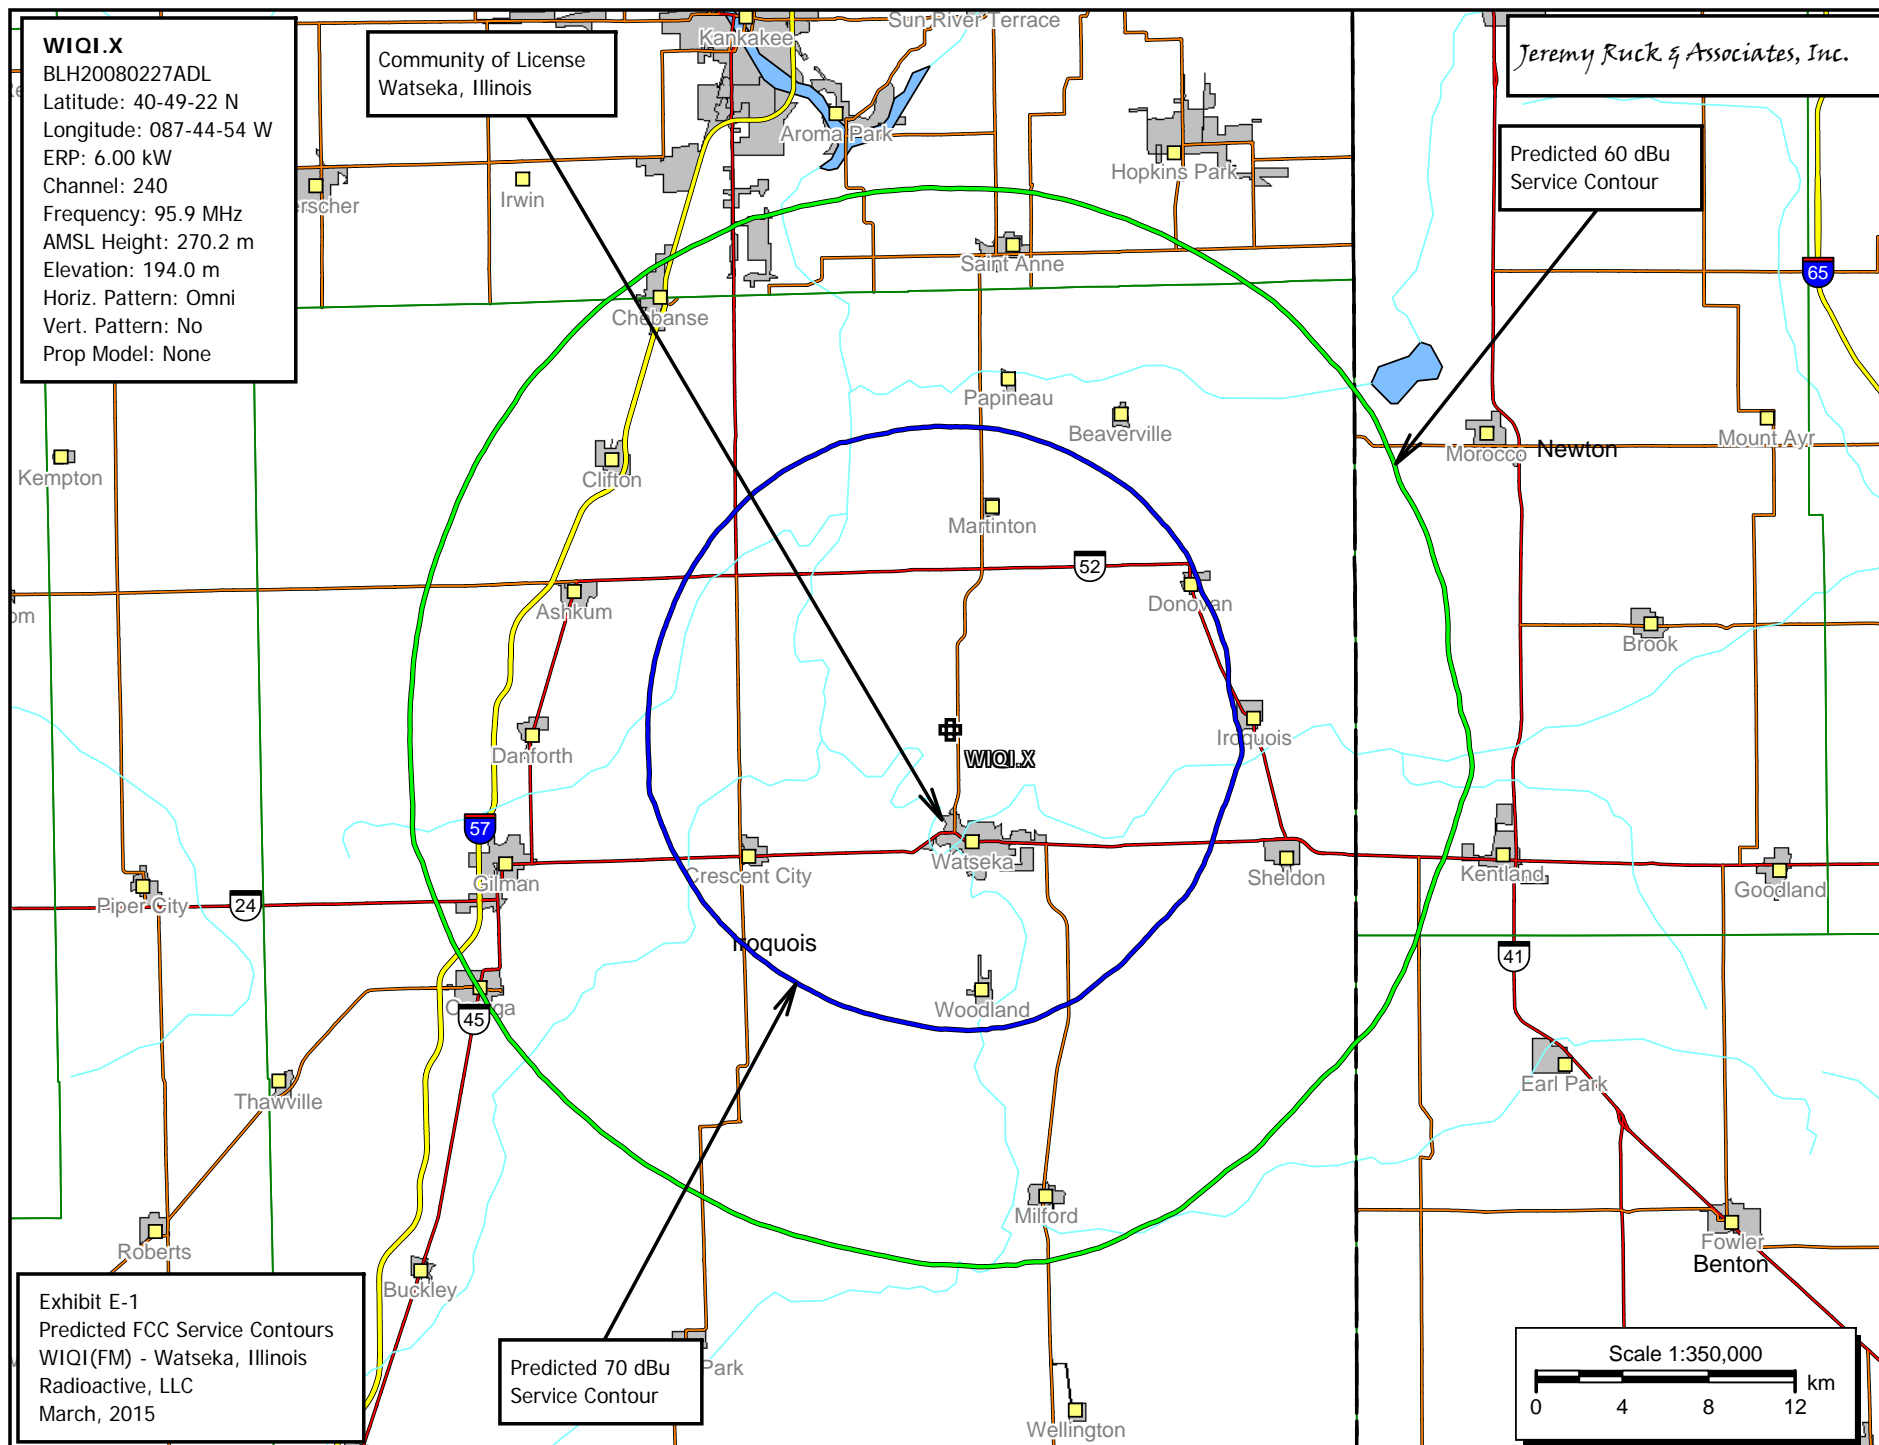 WIQI.X
BLH20080227ADL
Latitude: 40-49-22 N
Longitude: 087-44-54 W
ERP: 6.00 kW
Channel: 240
Frequency: 95.9 MHz
AMSL Height: 270.2 m
Elevation: 194.0 m
Horiz. Pattern: Omni
Vert. Pattern: No
Prop Model: None
Community of License
Watseka, Illinois
Jeremy Ruck & Associates, Inc.
Predicted 60 dBu
Service Contour
Sun River Terrace
Kankakee
Aroma Park
Hopkins Park
Irwin
erscher
Saint Anne
65
Chebanse
Papineau
Beaverville
Mount Ayr
Morocco
Newton
Kempton
Clifton
Martinton
52
Ashkum
Donovan
om
Brook
Danforth
Iroquois
WIQI.X
57
Gilman
Crescent City
Watseka
Sheldon
Kentland
Goodland
Piper City
24
Iroquois
41
Woodland
45
Earl Park
Thawville
Milford
Roberts
Fowler
Benton
Buckley
Park
Wellington
Exhibit E-1
Predicted FCC Service Contours
WIQI(FM) - Watseka, Illinois
Radioactive, LLC
March, 2015
Predicted 70 dBu
Service Contour
Scale 1:350,000
km
0 4 8 12